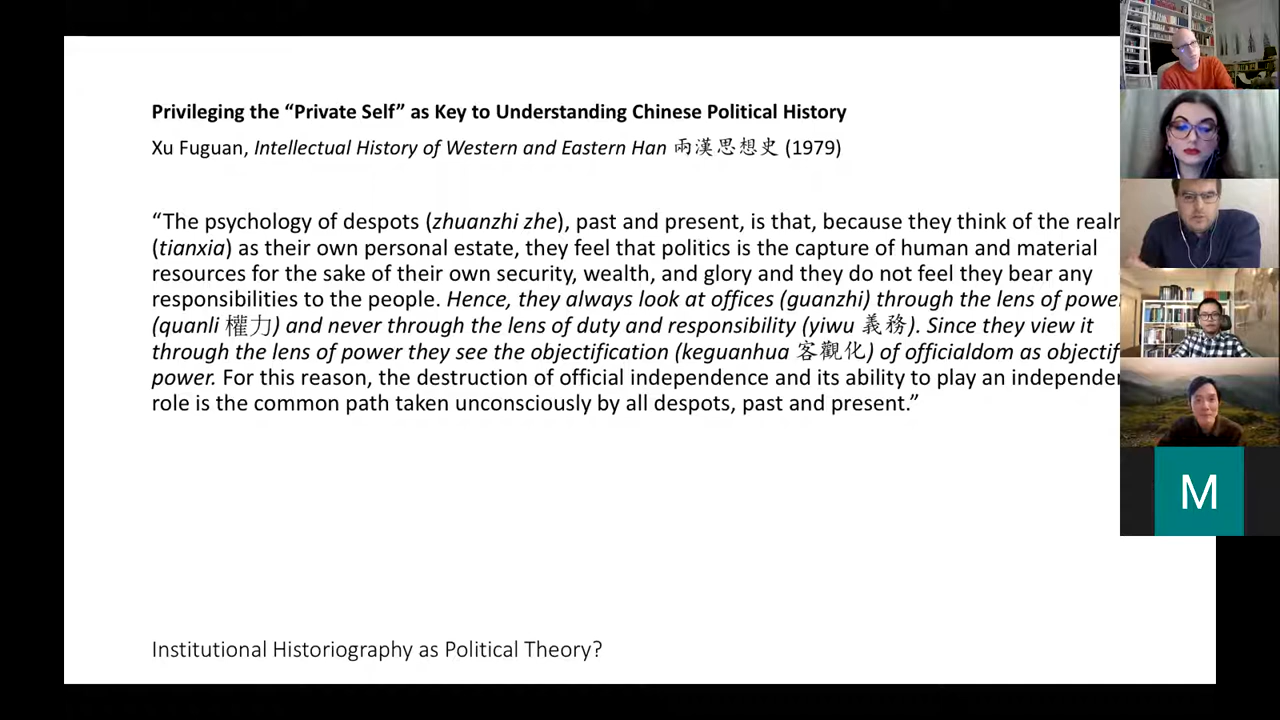 Privileging the “Private Self” as Key to Understanding Chinese Political History
Xu Fuguan, Intellectual History of Western and Eastern Han 兩漢思想史 (1979)
“The psychology of despots (zhuanzhi zhe), past and present, is that, because they think of the
(tianxia) as their own personal estate, they feel that politics is the capture of human and material
resources for the sake of their own security, wealth, and glory and they do not feel they bear any
responsibilities to the people. Hence, they always look at offices (guanzhi) through the lens of power
(quanli 權力) and never through the lens of duty and responsibility (yiwu 義務). Since they view it
through the lens of power they see the objectification (keguanhua 客觀化) of officialdom as
power. For this reason, the destruction of official independence and its ability to play an
role is the common path taken unconsciously by all despots, past and present.”
Institutional Historiography as Political Theory?
M